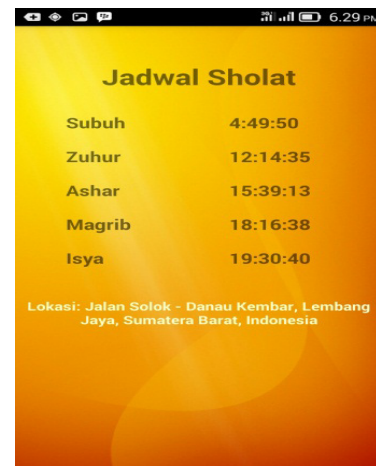 6.29 PM
Jadwal Sholat
Subuh 4:49:50
Zuhur 12:14:35
Ashar 15:39:13
Magrib 18:16:38
Isya 19:30:40
Lokasi: Jalan Solok - Danau Kembar, Lembang
Jaya, Sumatera Barat, Indonesia